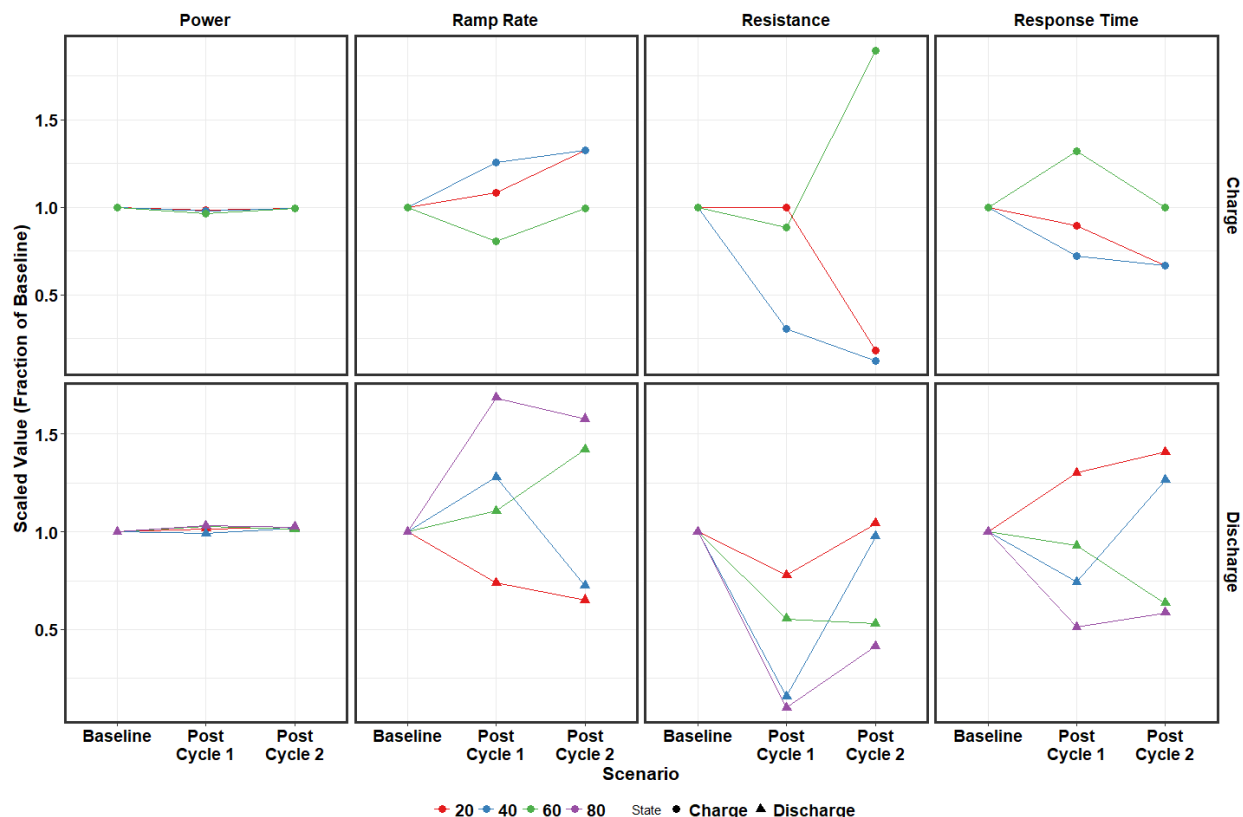 Power Ramp Rate Resistance Response Time
1.5
1.0
0.5
Charge
1.5
1.0
0.5
Discharge
Scaled Value (Fraction of Baseline)
Baseline Post Cycle 1 Post Cycle 2 Baseline Post Cycle 1 Post Cycle 2 Baseline Post Cycle 1 Post Cycle 2 Baseline Post Cycle 1 Post Cycle 2
Scenario
20 40 60 80 State Charge Discharge